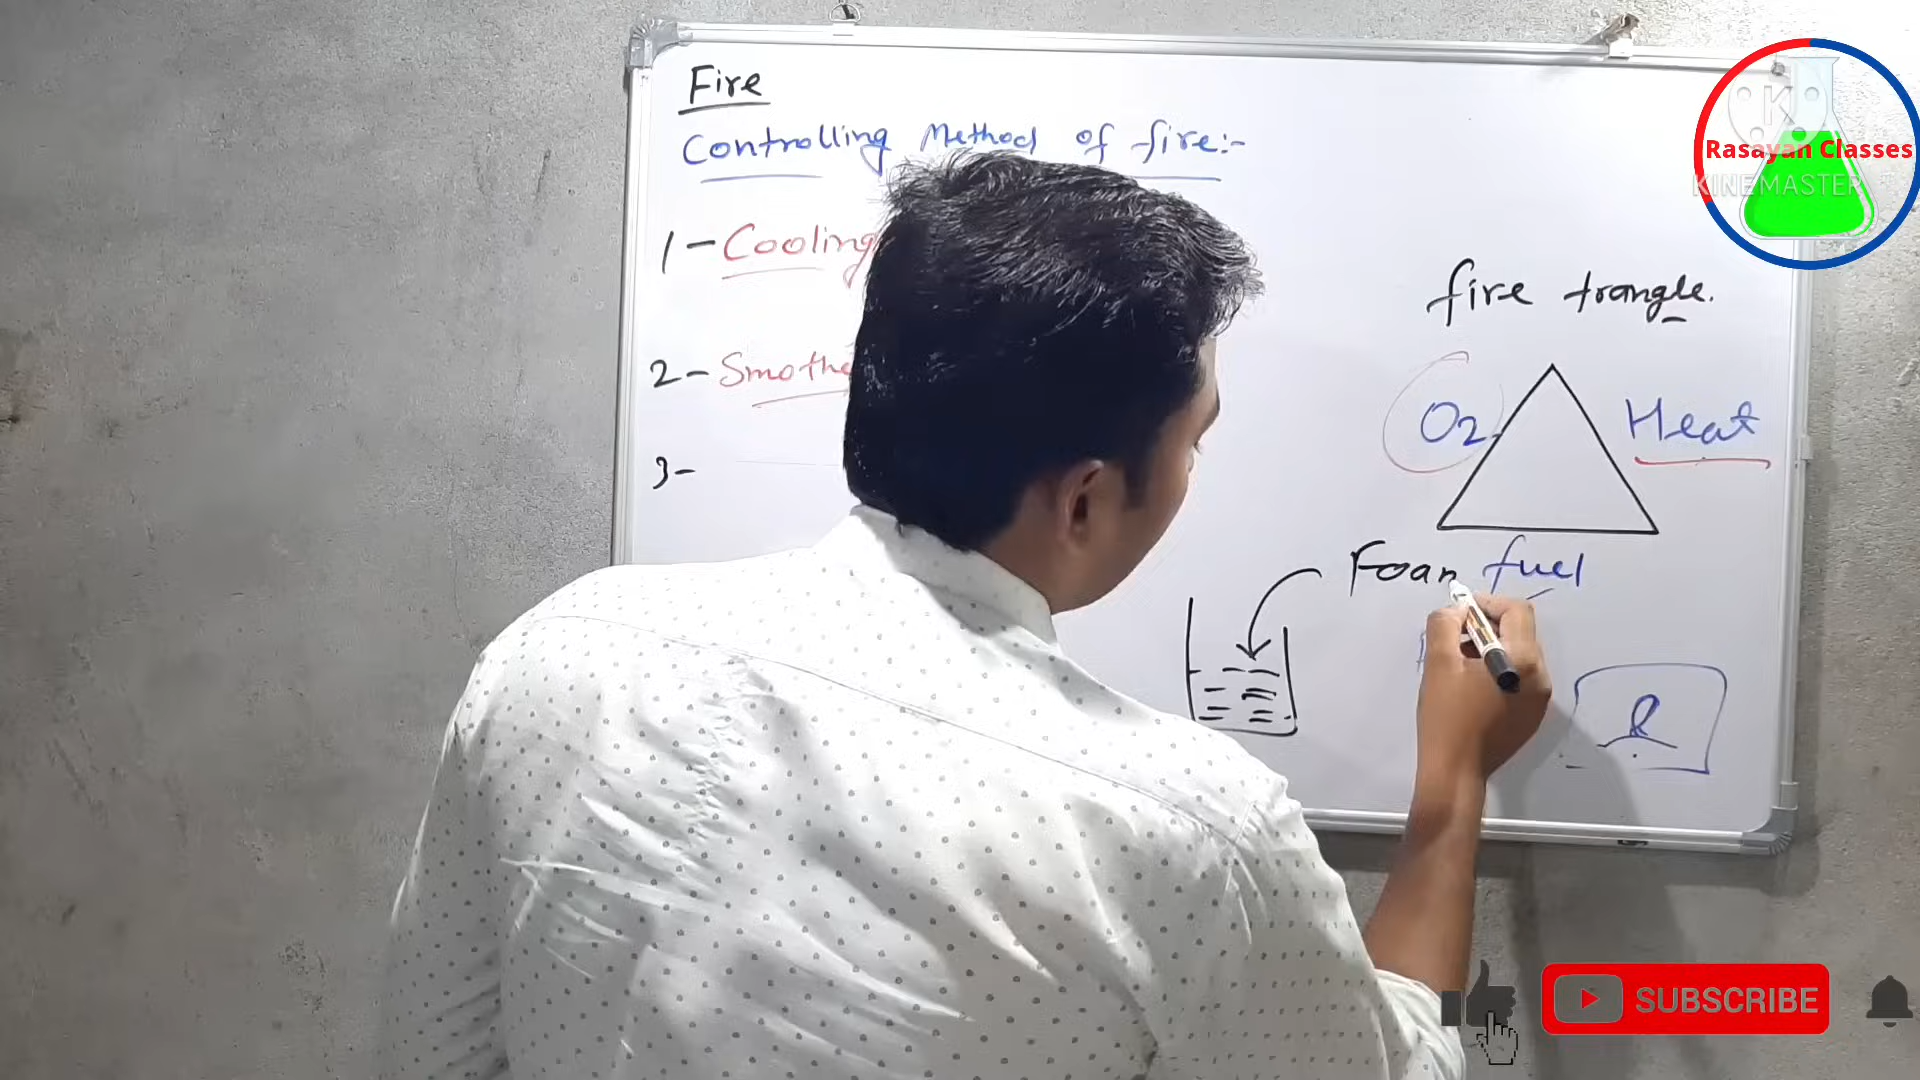 Fire
Controlling Method of fire:-
1- Cooling
2- Smothe
3-
fire trangle.
O2
Heat
Foam fuel
Rasayan Classes
K
KINEMASTER
SUBSCRIBE